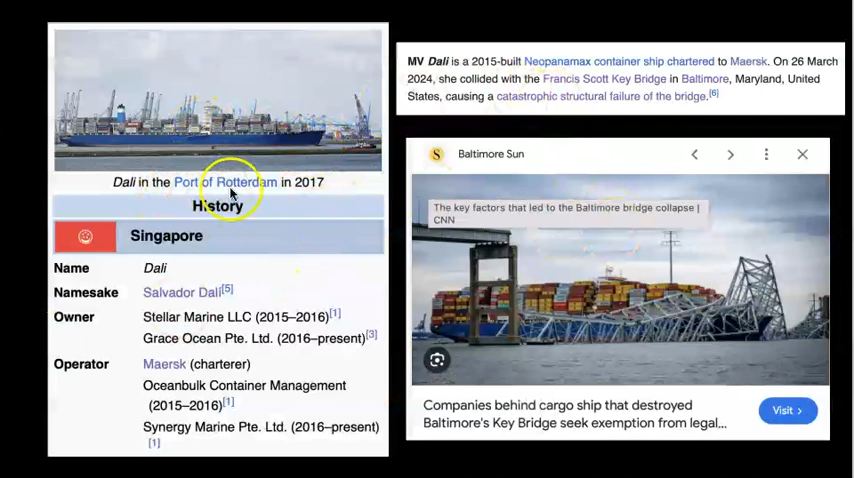 Dali in the Port of Rotterdam in 2017
History
Singapore
Name Dali
Namesake Salvador Dalí[5]
Owner Stellar Marine LLC (2015–2016)[1]
Grace Ocean Pte. Ltd. (2016–present)[3]
Operator Maersk (charterer)
Oceanbulk Container Management
(2015–2016)[1]
Synergy Marine Pte. Ltd. (2016–present)
[1]
MV Dali is a 2015-built Neopanamax container ship chartered to Maersk. On 26 March
2024, she collided with the Francis Scott Key Bridge in Baltimore, Maryland, United
States, causing a catastrophic structural failure of the bridge.[6]
S Baltimore Sun
The key factors that led to the Baltimore bridge collapse |
CNN
Companies behind cargo ship that destroyed
Baltimore's Key Bridge seek exemption from legal...
Visit >